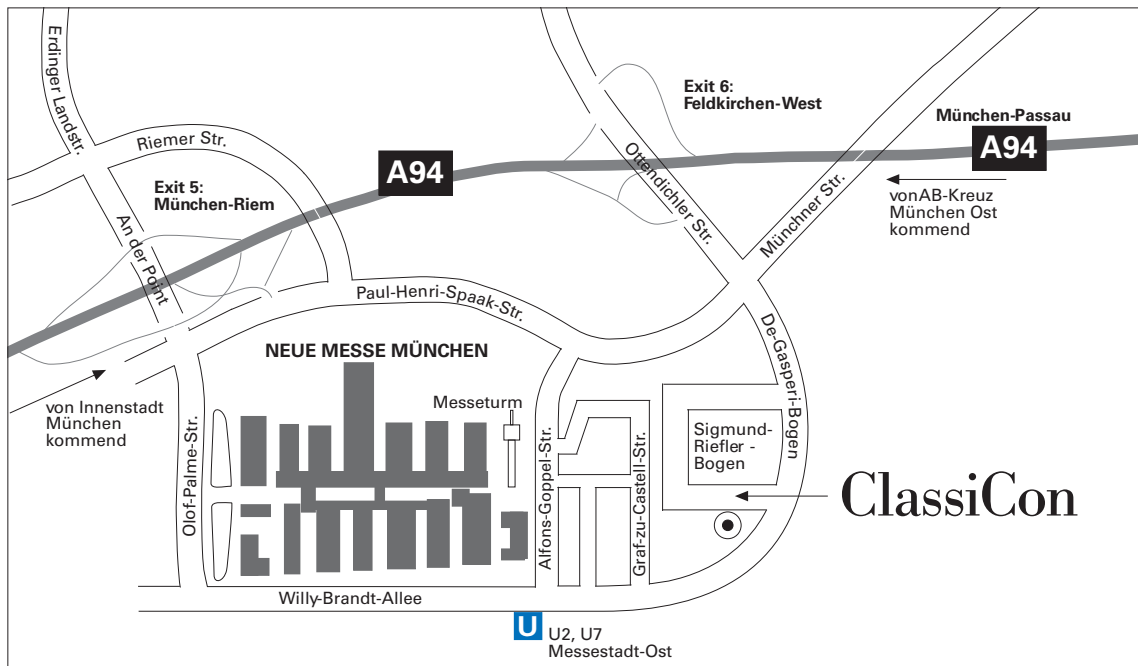 Erdinger Landstr.
Riemer Str.
Exit 5:
München-Riem
An der Point
A94
Exit 6:
Feldkirchen-West
Ottendichler Str.
München-Passau
A94
vonAB-Kreuz
München Ost
kommend
Münchner Str.
Paul-Henri-Spaak-Str.
De-Gasperi-Bogen
von Innenstadt
München
kommend
NEUE MESSE MÜNCHEN
Messeturm
Olof-Palme-Str.
Alfons-Goppel-Str.
Graf-zu-Castell-Str.
Sigmund-
Riefler -
Bogen
ClassiCon
Willy-Brandt-Allee
U
U2, U7
Messestadt-Ost